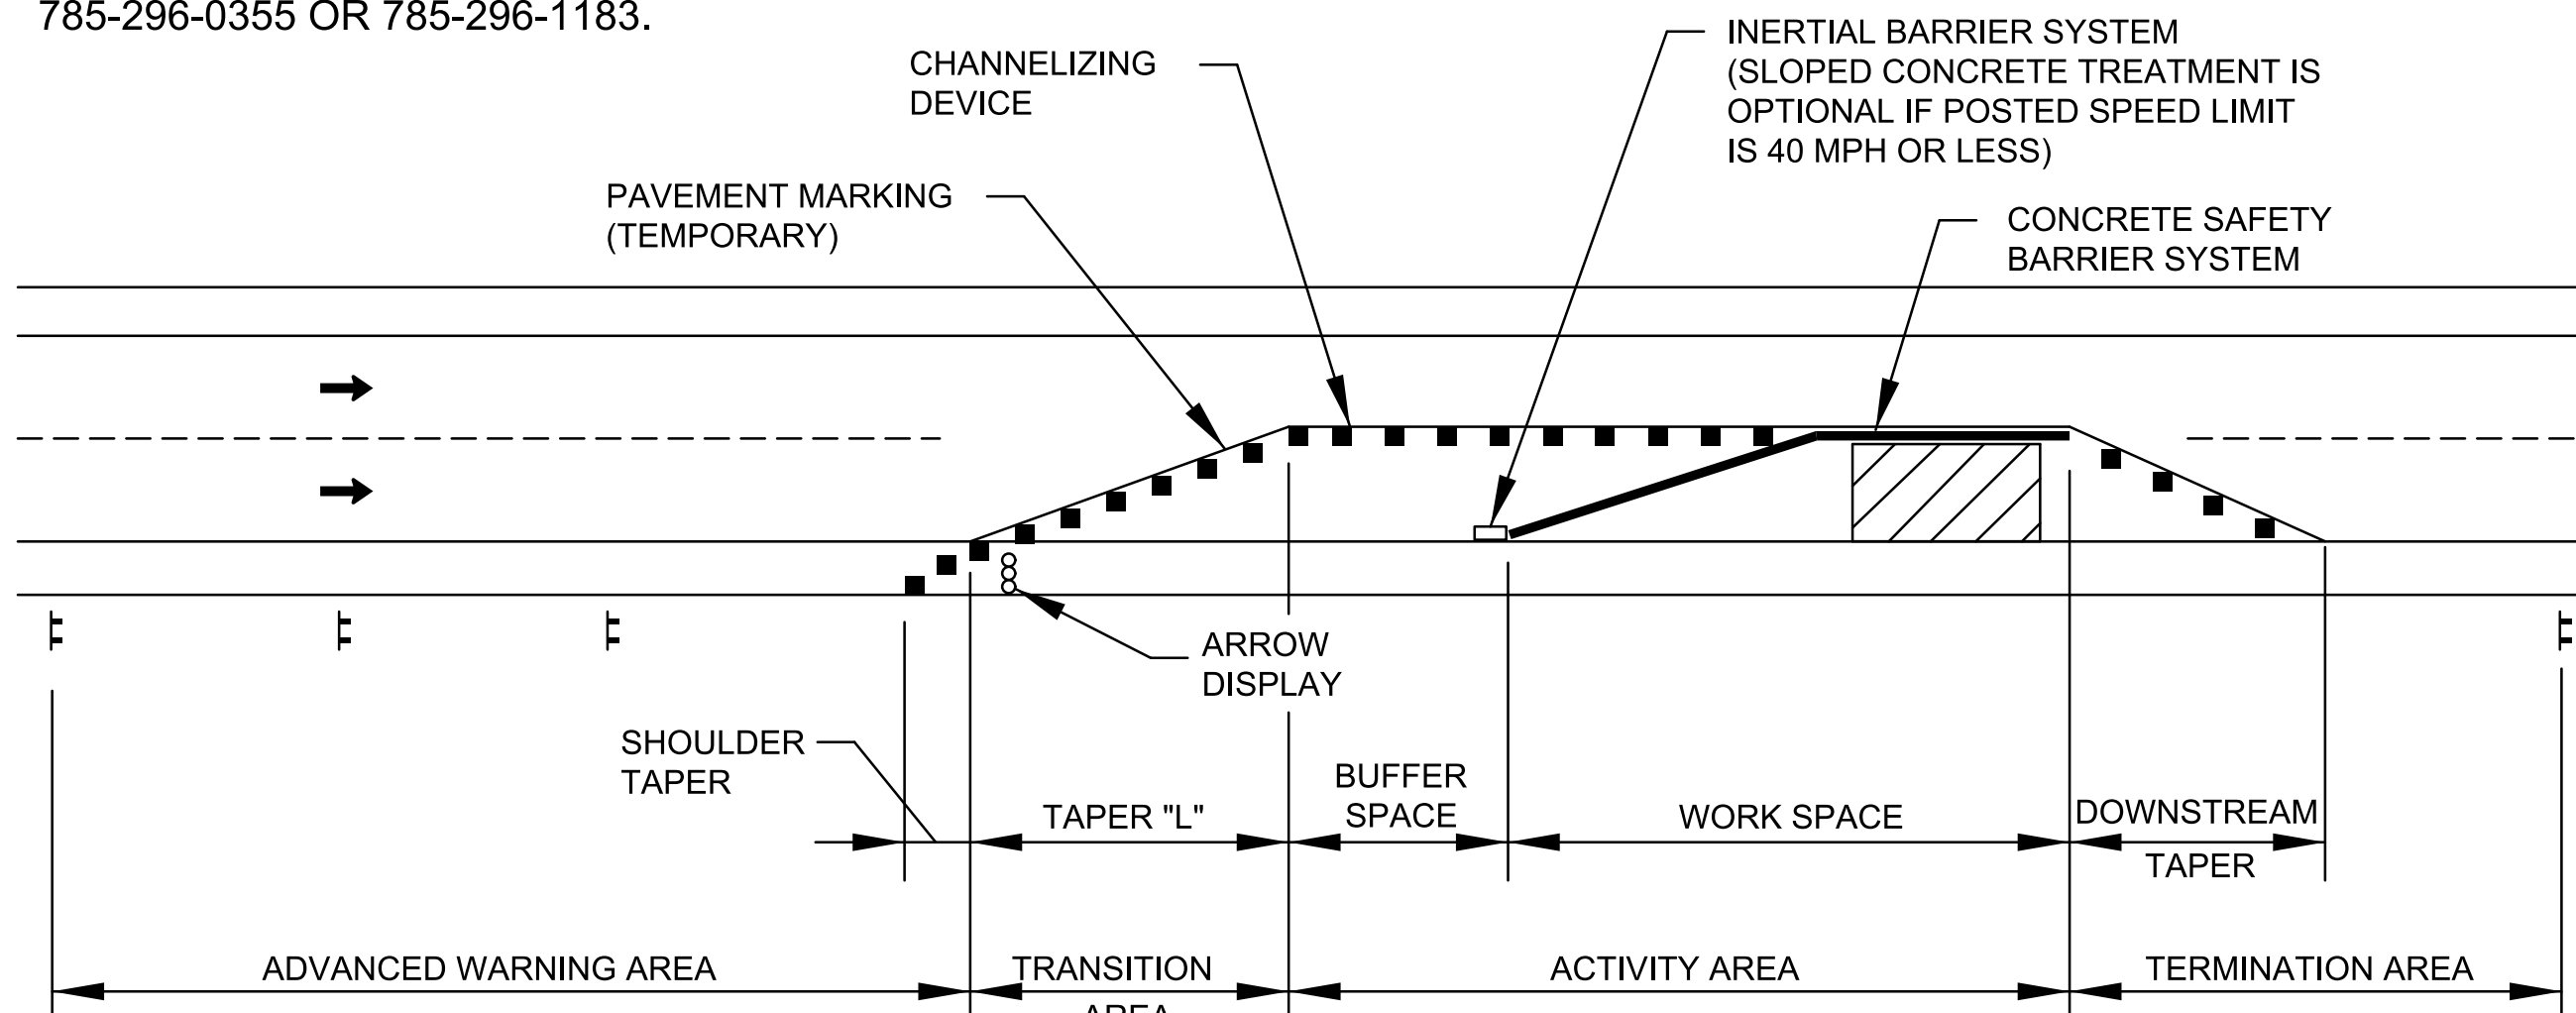 785-296-0355 OR 785-296-1183.
CHANNELIZING
DEVICE
INERTIAL BARRIER SYSTEM
(SLOPED CONCRETE TREATMENT IS
OPTIONAL IF POSTED SPEED LIMIT
IS 40 MPH OR LESS)
PAVEMENT MARKING
(TEMPORARY)
CONCRETE SAFETY
BARRIER SYSTEM
ARROW
DISPLAY
SHOULDER
TAPER
TAPER "L"
BUFFER
SPACE
WORK SPACE
DOWNSTREAM
TAPER
ADVANCED WARNING AREA
TRANSITION
AREA
ACTIVITY AREA
TERMINATION AREA